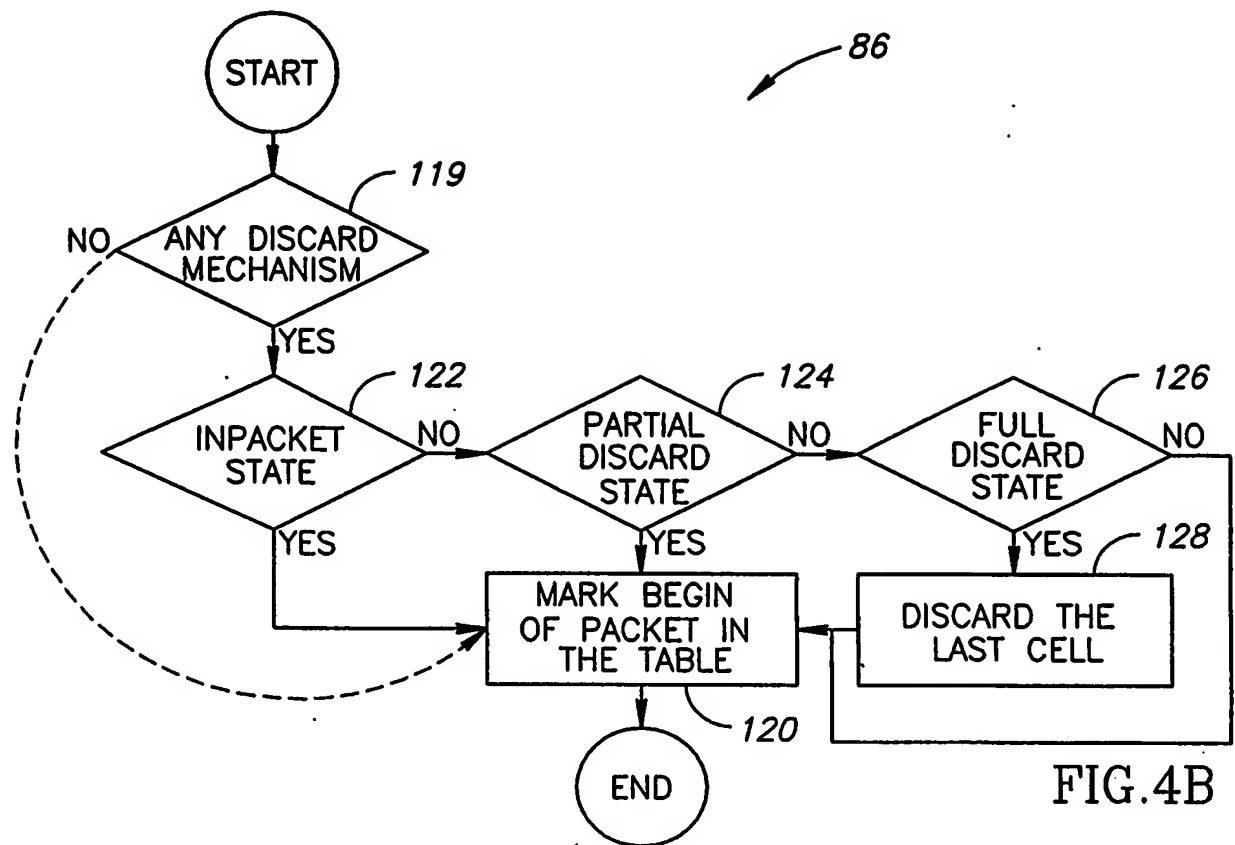 START
86
119
NO
ANY DISCARD
MECHANISM
YES
122
INPACKET
STATE
NO
YES
124
PARTIAL
DISCARD
STATE
NO
YES
126
FULL
DISCARD
STATE
NO
YES
128
DISCARD THE
LAST CELL
MARK BEGIN
OF PACKET IN
THE TABLE
120
END
FIG.4B